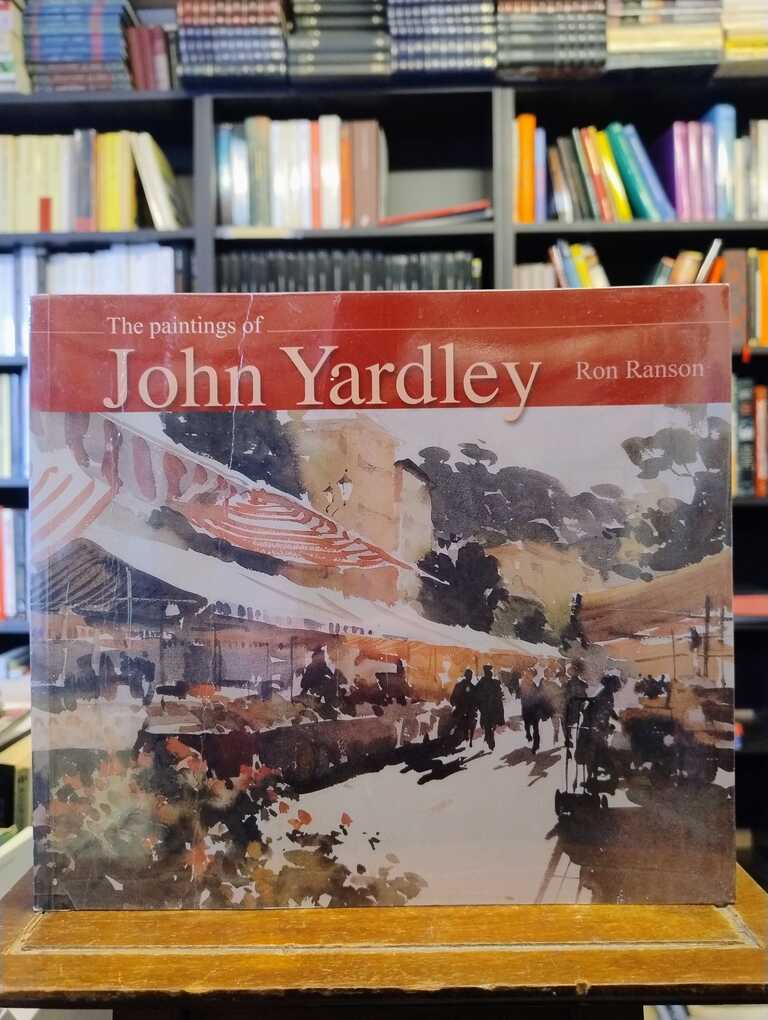 The paintings of
John Yardley
Ron Ranson